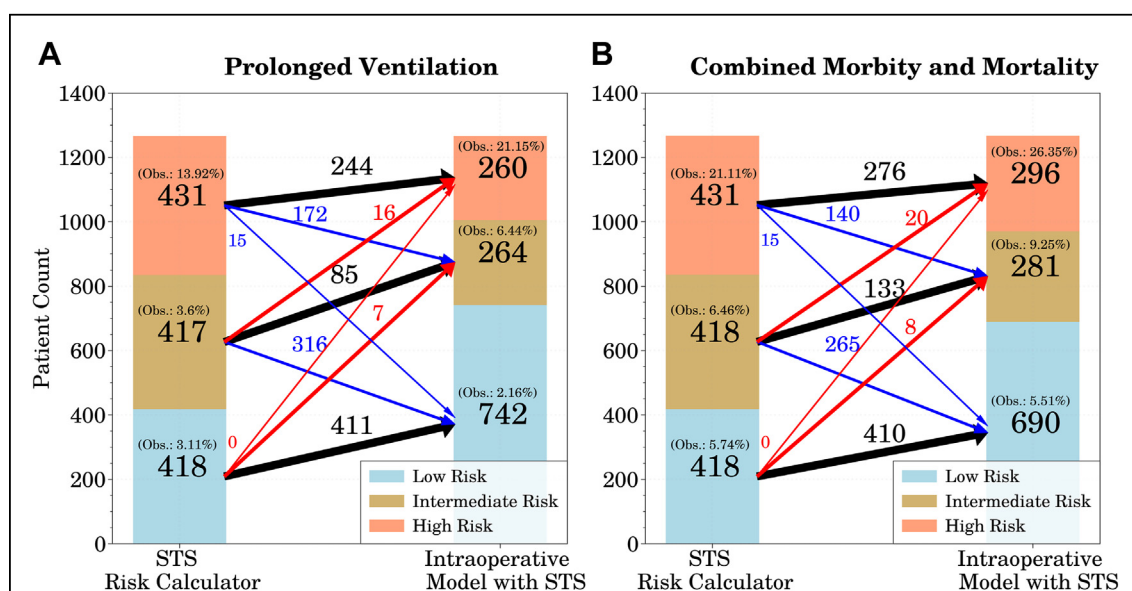 A
Prolonged Ventilation
Patient Count
1400
1200
1000
800
600
400
200
0
(Obs.: 13.92%)
431
(Obs.: 3.6%)
417
(Obs.: 3.11%)
418
244
16
172
15
85
7
316
411
0
(Obs.: 21.15%)
260
(Obs.: 6.44%)
264
(Obs.: 2.16%)
742
Low Risk
Intermediate Risk
High Risk
STS
Risk Calculator
Intraoperative
Model with STS
B
Combined Morbity and Mortality
1400
1200
1000
800
600
400
200
0
(Obs.: 21.11%)
431
(Obs.: 6.46%)
418
(Obs.: 5.74%)
418
276
20
140
15
133
8
265
410
0
(Obs.: 26.35%)
296
(Obs.: 9.25%)
281
(Obs.: 5.51%)
690
Low Risk
Intermediate Risk
High Risk
STS
Risk Calculator
Intraoperative
Model with STS